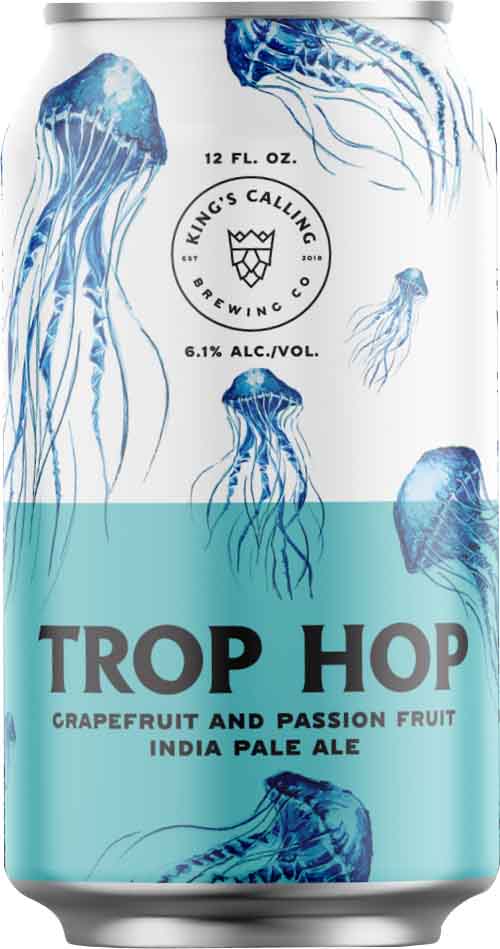 12 FL. OZ.
KING'S CALLING
EST 2018
BREWING CO
6.1% ALC./VOL.
TROP HOP
GRAPEFRUIT AND PASSION FRUIT
INDIA PALE ALE